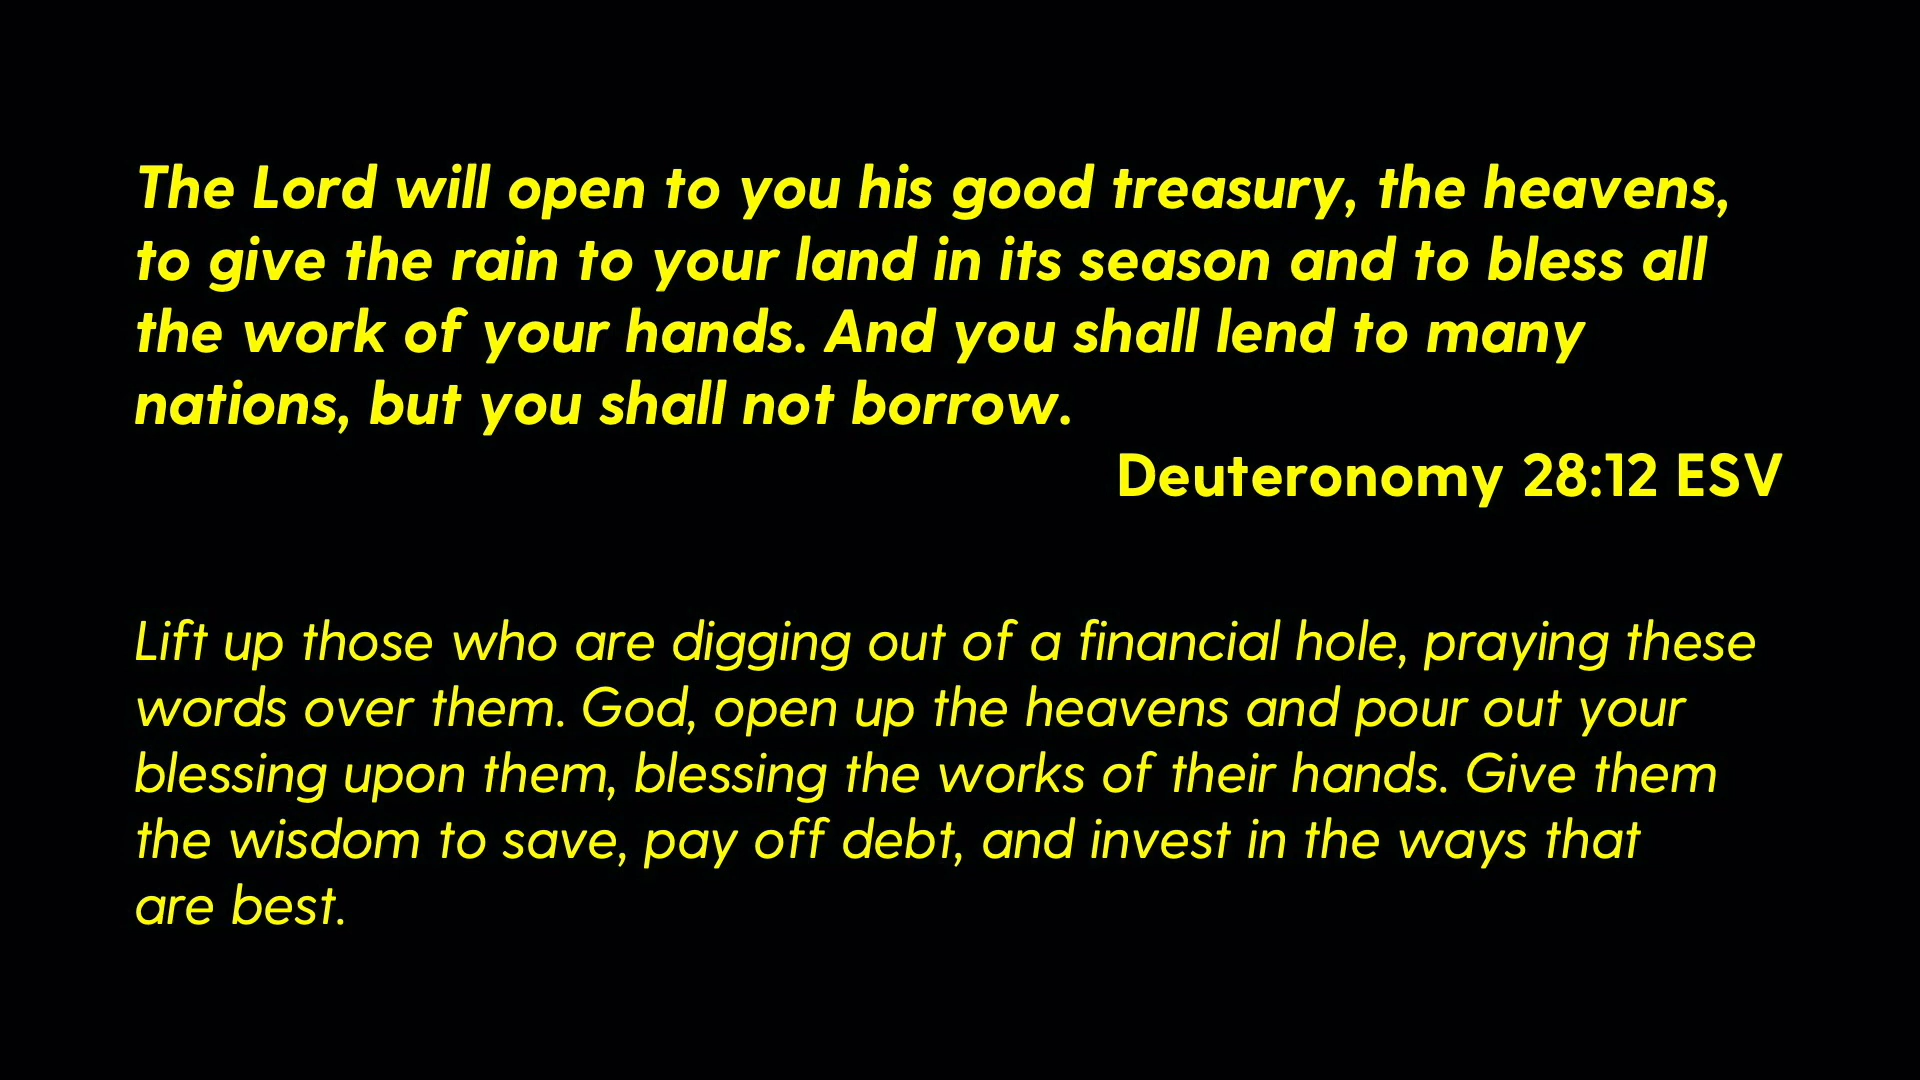 The Lord will open to you his good treasury, the heavens,
to give the rain to your land in its season and to bless all
the work of your hands. And you shall lend to many
nations, but you shall not borrow.
Deuteronomy 28:12 ESV
Lift up those who are digging out of a financial hole, praying these
words over them. God, open up the heavens and pour out your
blessing upon them, blessing the works of their hands. Give them
the wisdom to save, pay off debt, and invest in the ways that
are best.